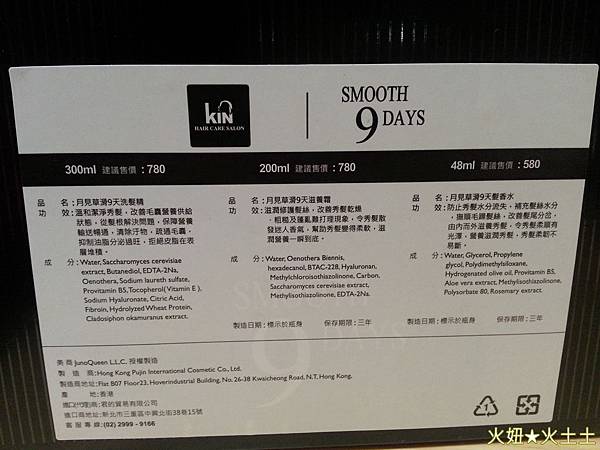 KIN
HAIR CARE SALON
SMOOTH
9 DAYS
300ml 建議售價 : 780
200ml 建議售價 : 780
48ml 建議售價 : 580
品 名 : 月見草滑9天洗髮精
功 效 : 溫和潔淨秀髮，改善毛囊營養供給
狀態，從髮根解決問題，保障營養
輸送暢通，清除汙物，疏通毛囊，
抑制油脂分泌過旺，拒絕皮脂在表
層堆積。
成 分 : Water, Saccharomyces cerevisiae
extract, Butanediol, EDTA-2Na,
Oenothera, Sodium laureth sulfate,
Provitamin B5, Tocopherol( Vitamin E ),
Sodium Hyaluronate, Citric Acid,
Fibroin, Hydrolyzed Wheat Protein,
Cladosiphon okamuranus extract.
品 名 : 月見草滑9天滋養霜
功 效 : 滋潤修護髮絲，改善秀髮乾燥
、粗糙及蓬亂難打理現象，令秀髮散
發迷人香氣，幫助秀髮變得柔軟，滋
潤營養一瞬到底。
成 分 : Water, Oenothera Biennis,
hexadecanol, BTAC-228, Hyaluronan,
Methylchloroisothiazolinone, Carbon,
Saccharomyces cerevisiae extract,
Metylisothiazolinone, EDTA-2Na.
製造日期 : 標示於瓶身 保存期限 : 三年
品 名 : 月見草滑9天髮香水
功 效 : 防止秀髮水分流失，補充髮絲水分
，撫順毛躁髮絲，改善髮尾分岔，
由內而外滋養秀髮，令秀髮柔順有
光澤，營養滋潤秀髮，秀髮柔韌不
易斷。
成 分 : Water, Glycerol, Propylene
glycol, Polydimethylsiloxane,
Hydrogenated olive oil, Provitamin B5,
Aloe vera extract, Methylisothiazolinone,
Polysorbate 80, Rosemary extract.
製造日期 : 標示於瓶身 保存期限 : 三年
美 商 JunoQueen L.L.C. 授權製造
製 造 商 : Hong Kong Pujin International Cosmetic Co., Ltd.
製造商地址 : Flat B07 Floor23, Hoverindustrial Building, No. 26-38 Kwaicheong Road, N.T, Hong Kong.
產 地 : 香港
進口(代理)商 : 君的貿易有限公司
進口商地址 : 新北市三重區中興北街38巷15號
客 服 專 線 : (02) 2999 - 9166
火妞★火土土